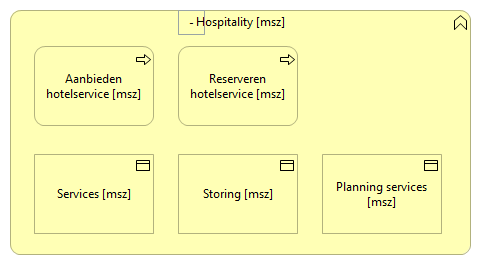 - Hospitality [msz]
Aanbieden
hotelservice [msz]
Reserveren
hotelservice [msz]
Services [msz]
Storing [msz]
Planning services
[msz]